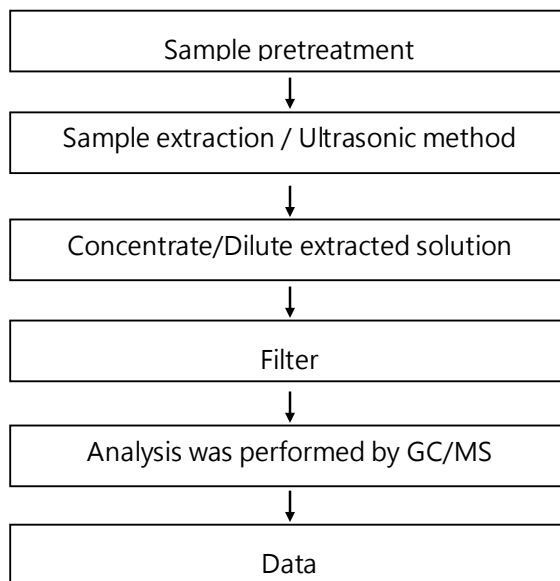 Sample pretreatment
Sample extraction / Ultrasonic method
Concentrate/Dilute extracted solution
Filter
Analysis was performed by GC/MS
Data